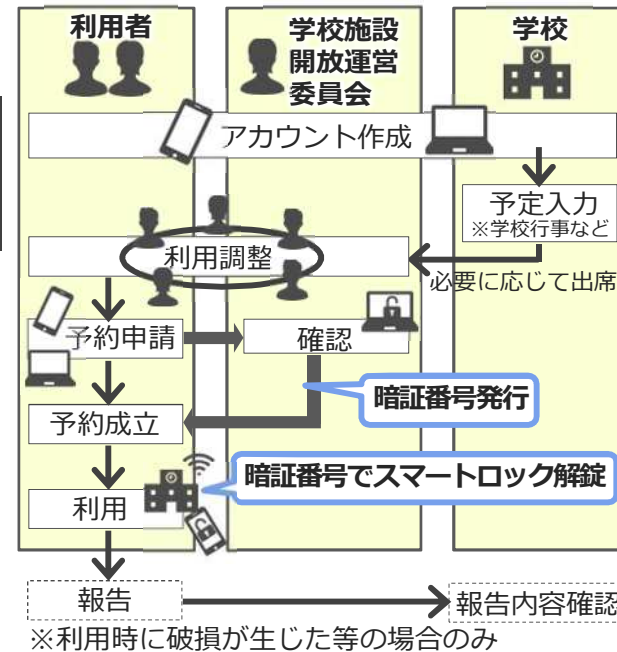 利用者
学校施設
開放運営
委員会
学校
アカウント作成
予定入力
※学校行事など
利用調整
必要に応じて出席
予約申請
確認
暗証番号発行
予約成立
暗証番号でスマートロック解錠
利用
報告
報告内容確認
※利用時に破損が生じた等の場合のみ